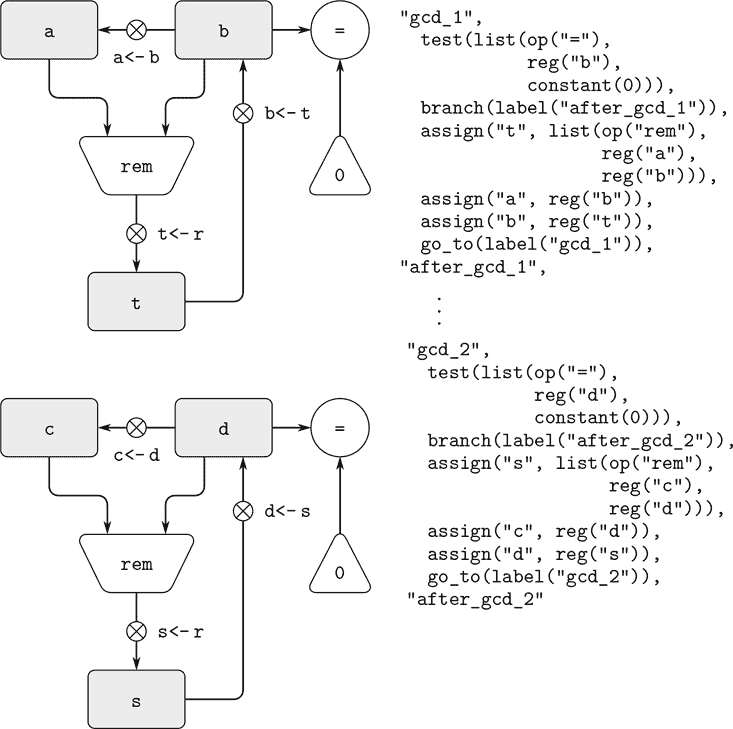 a
b
=
a<-b
b<-t
rem
0
t<-r
t
c
d
=
c<-d
d<-s
rem
0
s<-r
s
"gcd_1",
test(list(op("="),
reg("b"),
constant(0))),
branch(label("after_gcd_1")),
assign("t", list(op("rem"),
reg("a"),
reg("b"))),
assign("a", reg("b")),
assign("b", reg("t")),
go_to(label("gcd_1")),
"after_gcd_1",
.
.
.
"gcd_2",
test(list(op("="),
reg("d"),
constant(0))),
branch(label("after_gcd_2")),
assign("s", list(op("rem"),
reg("c"),
reg("d"))),
assign("c", reg("d")),
assign("d", reg("s")),
go_to(label("gcd_2")),
"after_gcd_2"